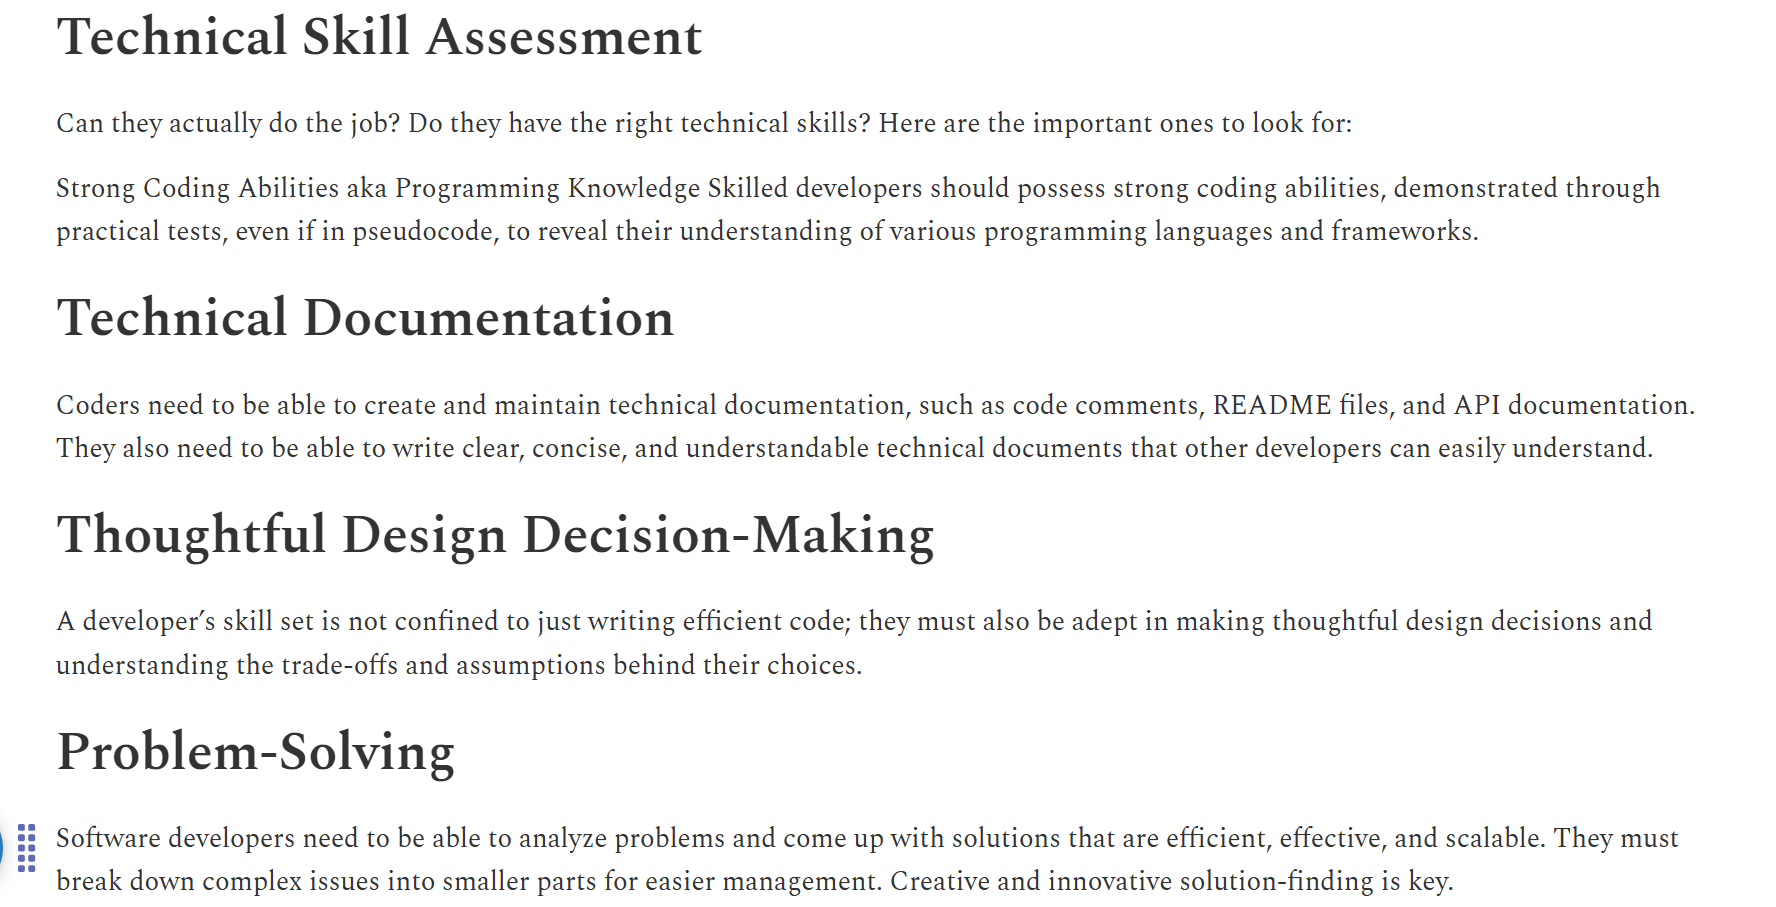 Technical Skill Assessment
Can they actually do the job? Do they have the right technical skills? Here are the important ones to look for:
Strong Coding Abilities aka Programming Knowledge Skilled developers should possess strong coding abilities, demonstrated through
practical tests, even if in pseudocode, to reveal their understanding of various programming languages and frameworks.
Technical Documentation
Coders need to be able to create and maintain technical documentation, such as code comments, README files, and API documentation.
They also need to be able to write clear, concise, and understandable technical documents that other developers can easily understand.
Thoughtful Design Decision-Making
A developer’s skill set is not confined to just writing efficient code; they must also be adept in making thoughtful design decisions and
understanding the trade-offs and assumptions behind their choices.
Problem-Solving
Software developers need to be able to analyze problems and come up with solutions that are efficient, effective, and scalable. They must
break down complex issues into smaller parts for easier management. Creative and innovative solution-finding is key.